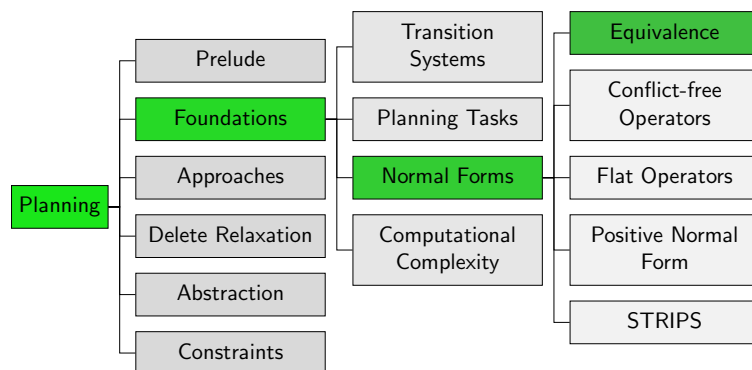 Planning
Prelude
Foundations
Approaches
Delete Relaxation
Abstraction
Constraints
Transition
Systems
Planning Tasks
Normal Forms
Computational
Complexity
Equivalence
Conflict-free
Operators
Flat Operators
Positive Normal
Form
STRIPS